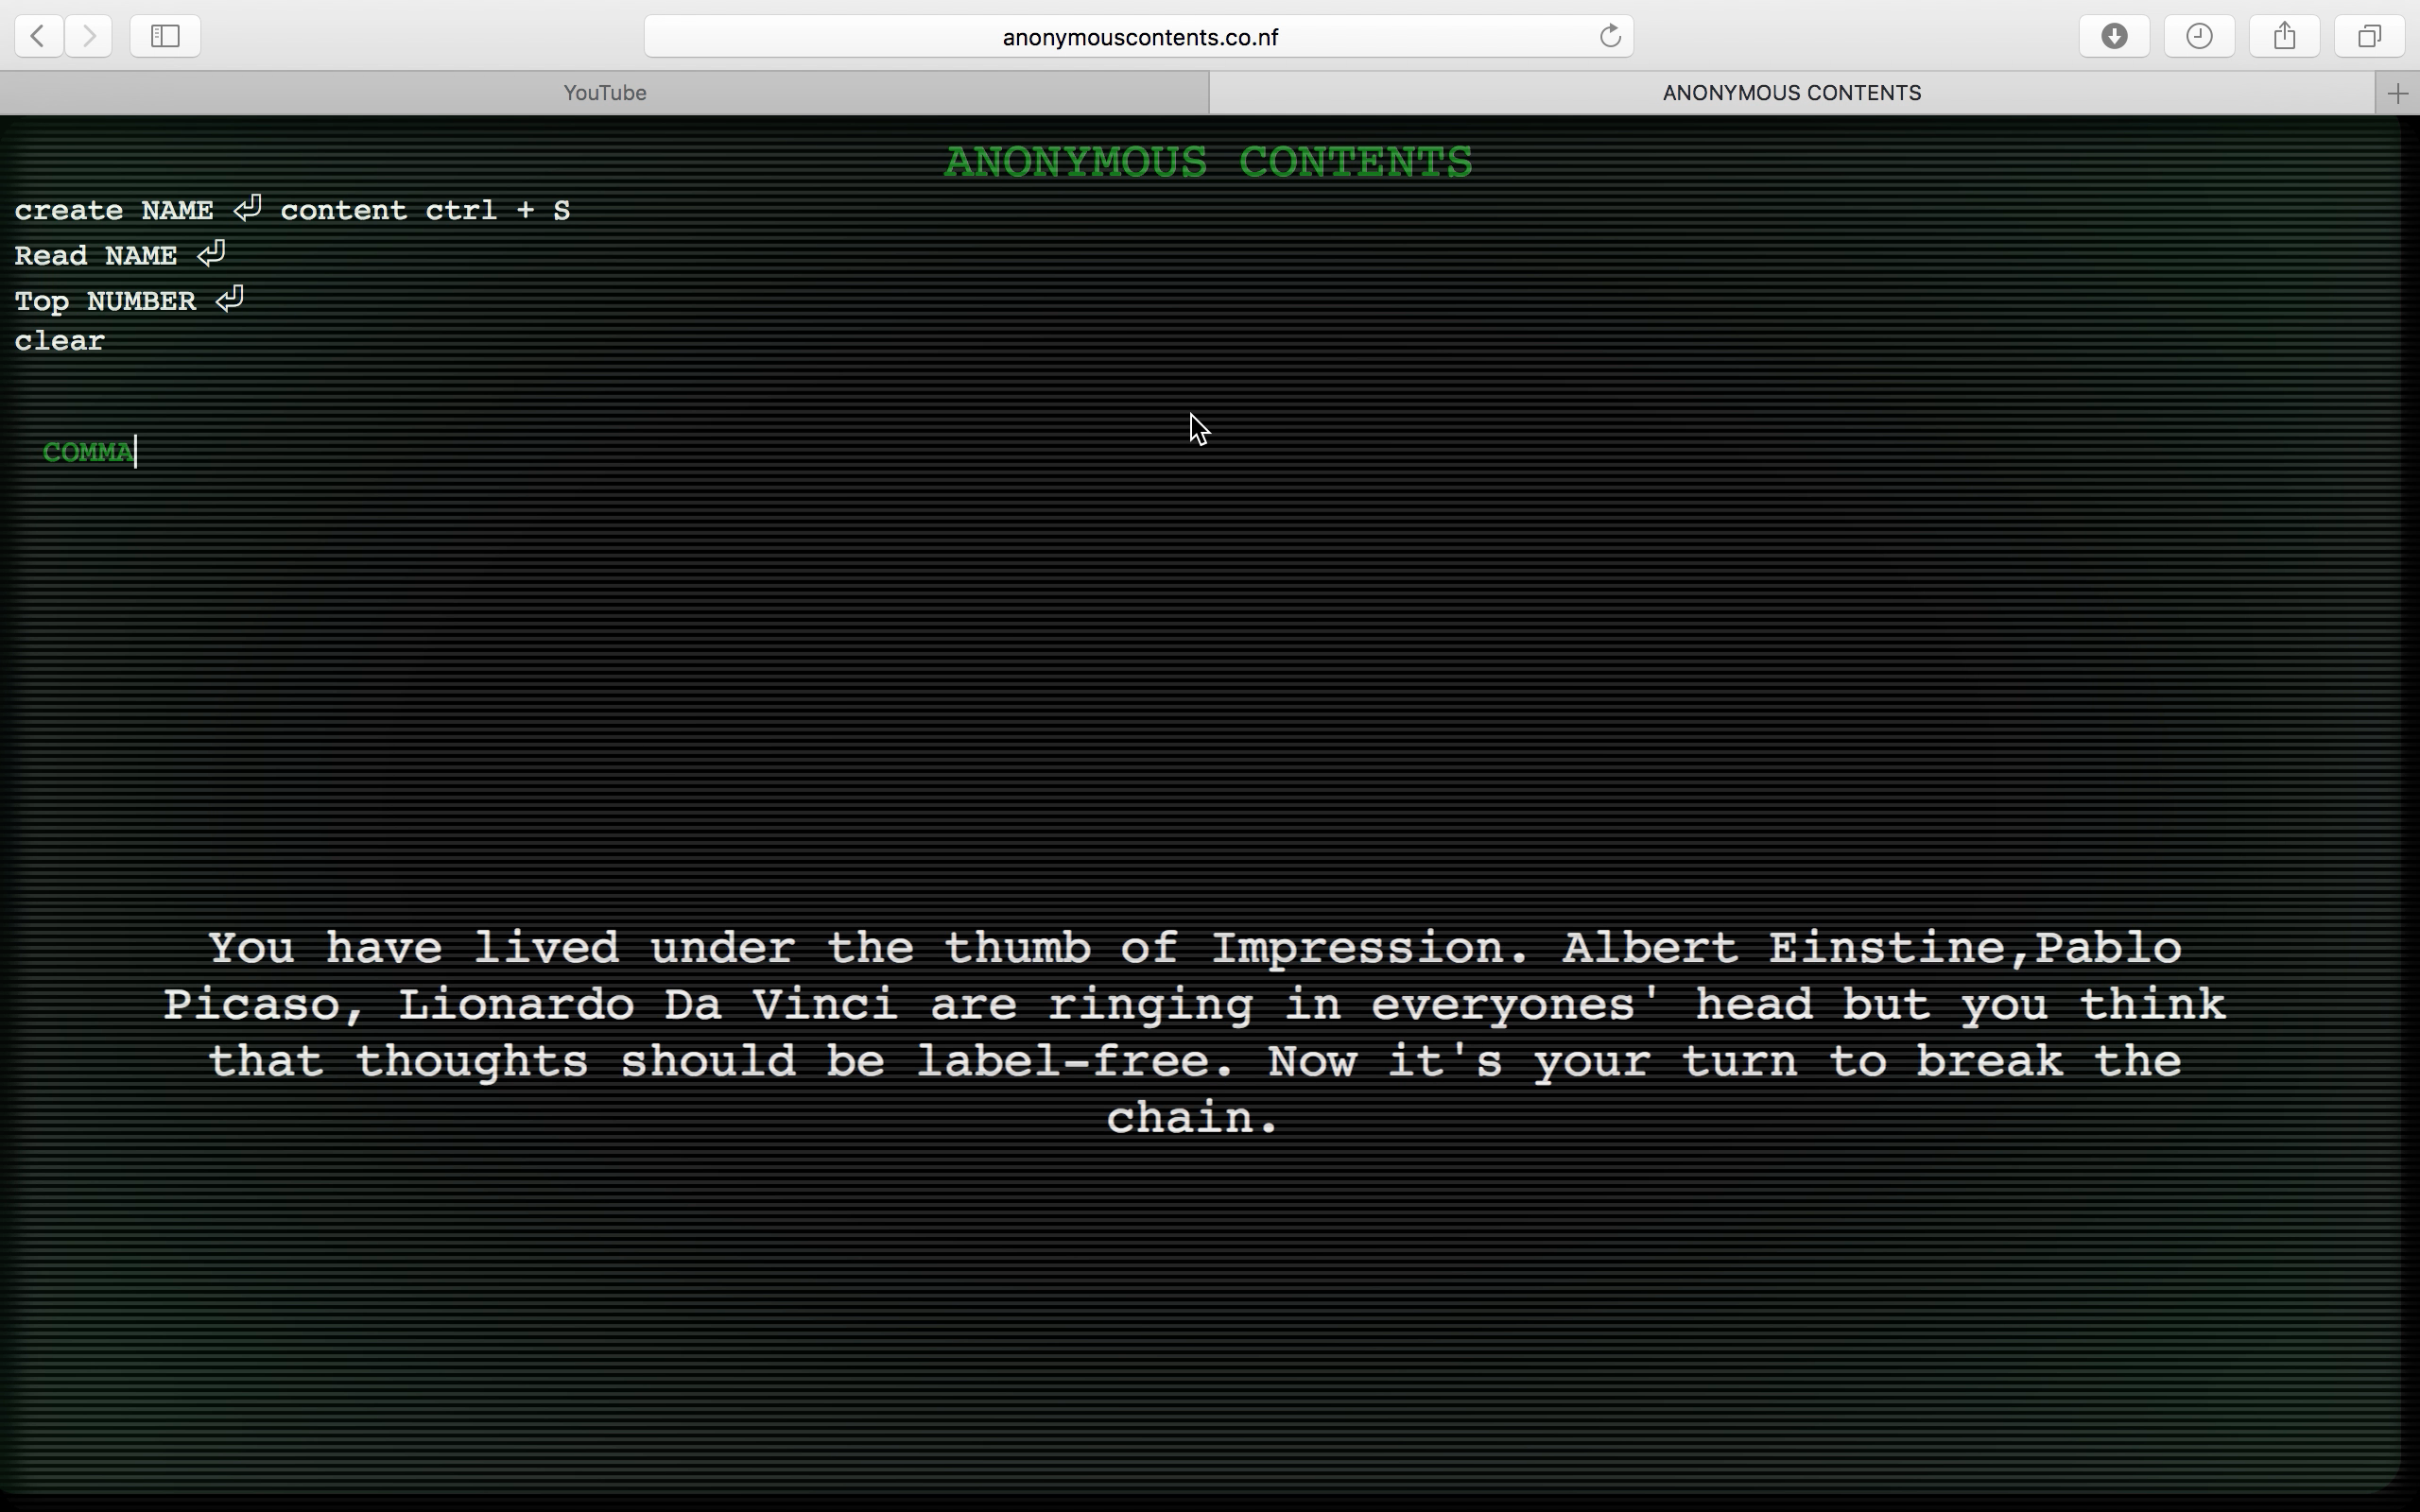 anonymouscontents.co.nf
YouTube
ANONYMOUS CONTENTS
ANONYMOUS CONTENTS
create NAME ⏎ content ctrl + S
Read NAME ⏎
Top NUMBER ⏎
clear
COMMA
You have lived under the thumb of Impression. Albert Einstine,Pablo
Picaso, Lionardo Da Vinci are ringing in everyones' head but you think
that thoughts should be label-free. Now it's your turn to break the
chain.